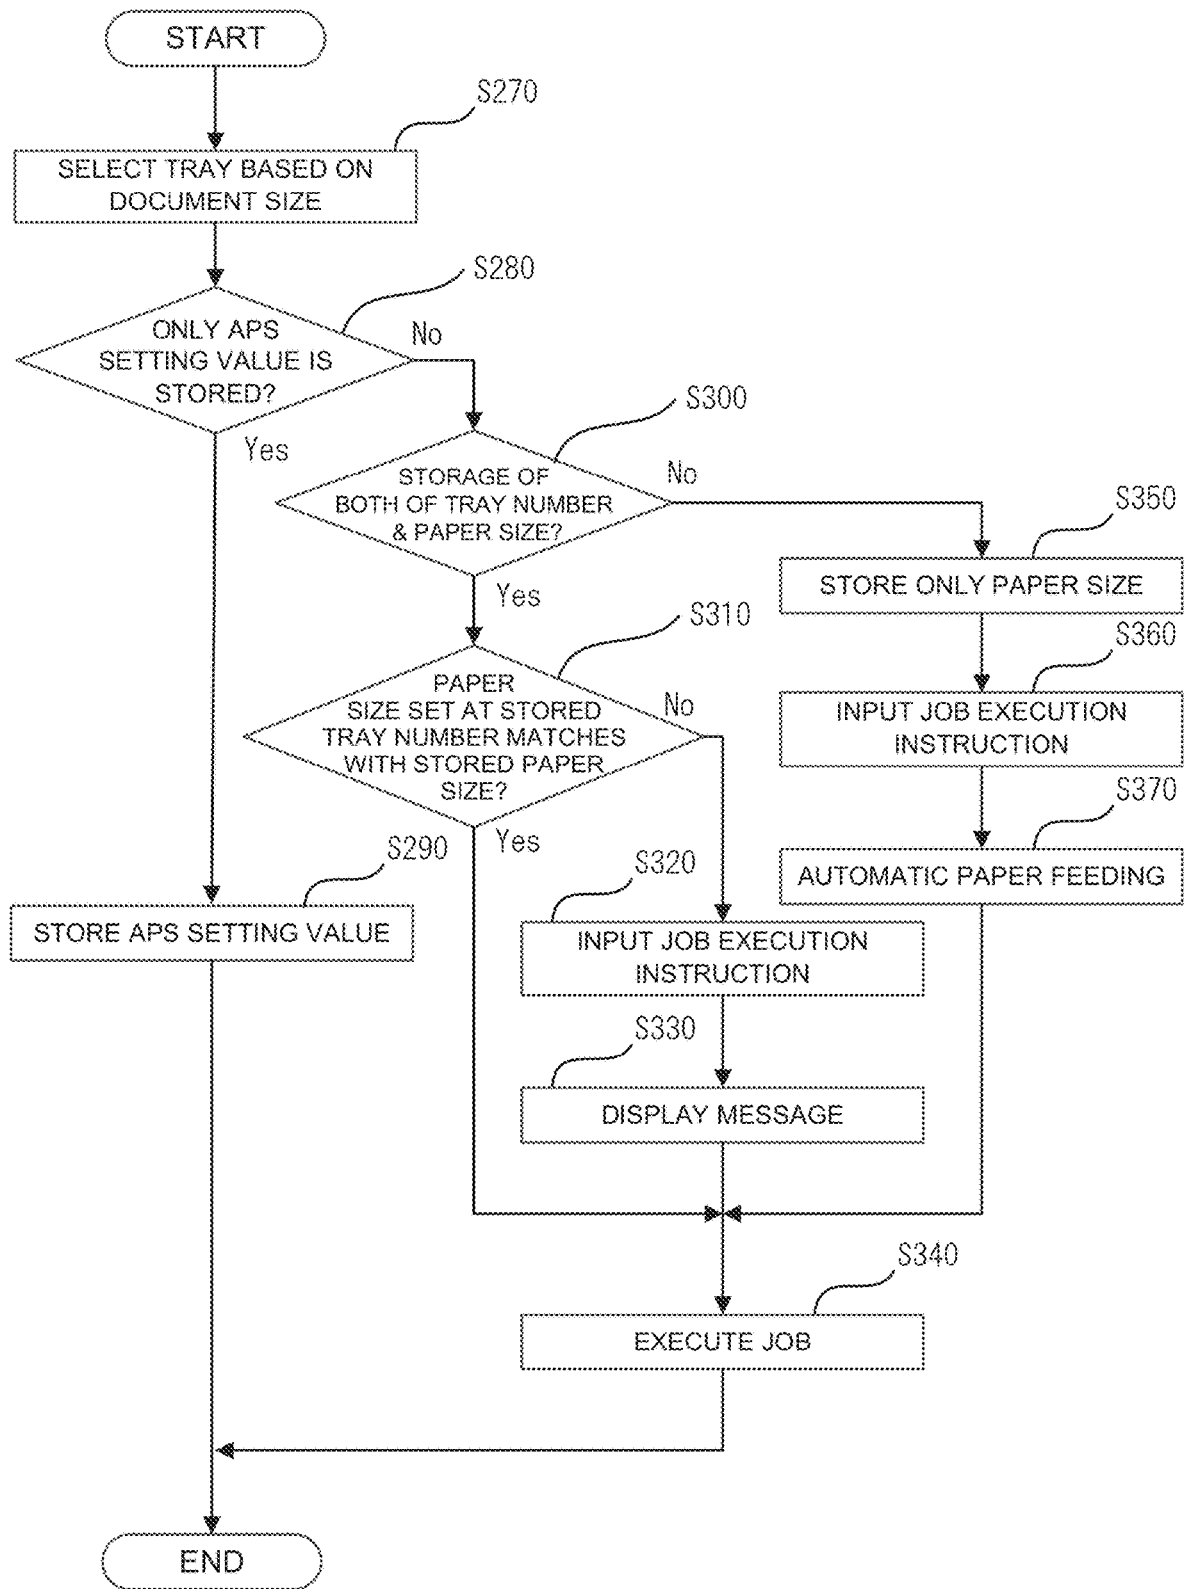 START
S270
SELECT TRAY BASED ON
DOCUMENT SIZE
S280
ONLY APS
SETTING VALUE IS
STORED?
No
Yes
S300
STORAGE OF
BOTH OF TRAY NUMBER
& PAPER SIZE?
No
Yes
S350
STORE ONLY PAPER SIZE
S310
PAPER
SIZE SET AT STORED
TRAY NUMBER MATCHES
WITH STORED PAPER
SIZE?
No
Yes
S360
INPUT JOB EXECUTION
INSTRUCTION
S370
AUTOMATIC PAPER FEEDING
S290
STORE APS SETTING VALUE
S320
INPUT JOB EXECUTION
INSTRUCTION
S330
DISPLAY MESSAGE
S340
EXECUTE JOB
END